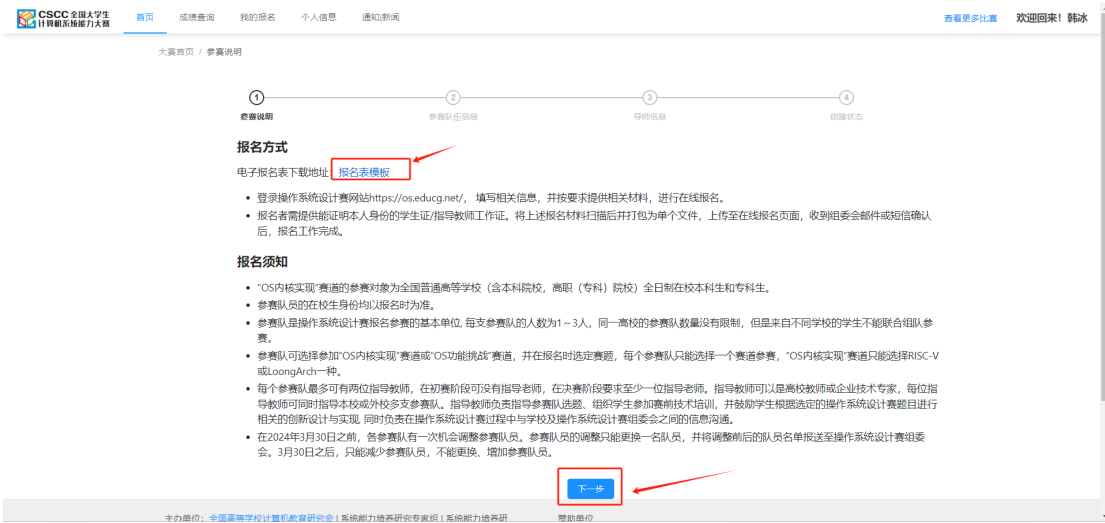 CSCC 全国大学生
计算机系统能力大赛
首页 成绩查询 我的报名 个人信息 通知|新闻 查看更多比赛 欢迎回来！韩冰
大赛首页 / 参赛说明
1 2 3 4
参赛说明 参赛队伍信息 导师信息 创建状态
报名方式
电子报名表下载地址: 报名表模板
• 登录操作系统设计赛网站https://os.educg.net/， 填写相关信息，并按要求提供相关材料，进行在线报名。
• 报名者需提供能证明本人身份的学生证/指导教师工作证。将上述报名材料扫描后并打包为单个文件，上传至在线报名页面，收到组委会邮件或短信确认
后，报名工作完成。
报名须知
• “OS内核实现”赛道的参赛对象为全国普通高等学校（含本科院校，高职（专科）院校）全日制在校本科生和专科生。
• 参赛队员的在校生身份均以报名时为准。
• 参赛队是操作系统设计赛报名参赛的基本单位, 每支参赛队的人数为1～3人，同一高校的参赛队数量没有限制，但是来自不同学校的学生不能联合组队参
赛。
• 参赛队可选择参加“OS内核实现”赛道或“OS功能挑战”赛道，并在报名时选定赛题，每个参赛队只能选择一个赛道参赛，“OS内核实现”赛道只能选择RISC-V
或LoongArch一种。
• 每个参赛队最多可有两位指导教师，在初赛阶段可没有指导老师，在决赛阶段要求至少一位指导老师。指导教师可以是高校教师或企业技术专家，每位指
导教师可同时指导本校或外校多支参赛队。指导教师负责指导参赛队选题、组织学生参加赛前技术培训，并鼓励学生根据选定的操作系统设计赛题目进行
相关的创新设计与实现, 同时负责在操作系统设计赛过程中与学校及操作系统设计赛组委会之间的信息沟通。
• 在2024年3月30日之前，各参赛队有一次机会调整参赛队员。参赛队员的调整只能更换一名队员，并将调整前后的队员名单报送至操作系统设计赛组委
会。3月30日之后，只能减少参赛队员，不能更换、增加参赛队员。
下一步
主办单位：全国高等学校计算机教育研究会 | 系统能力培养研究专家组 | 系统能力培养研 赞助单位